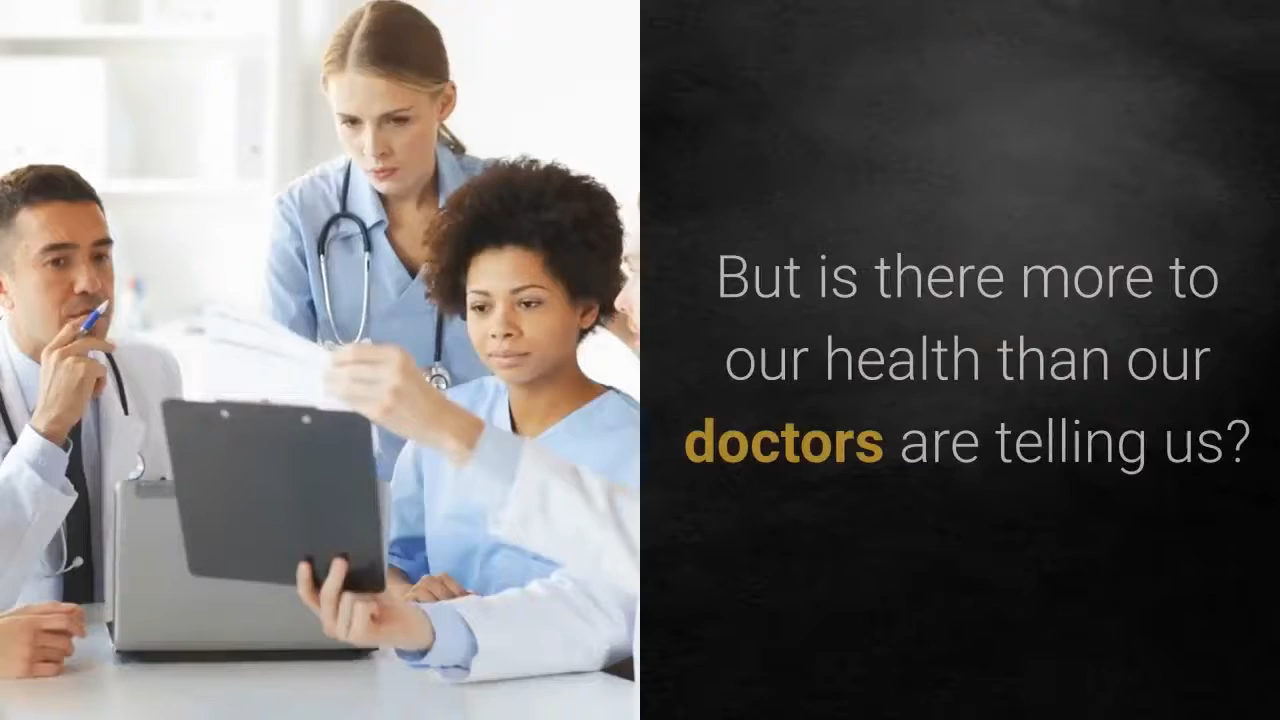 But is there more to
our health than our
doctors are telling us?